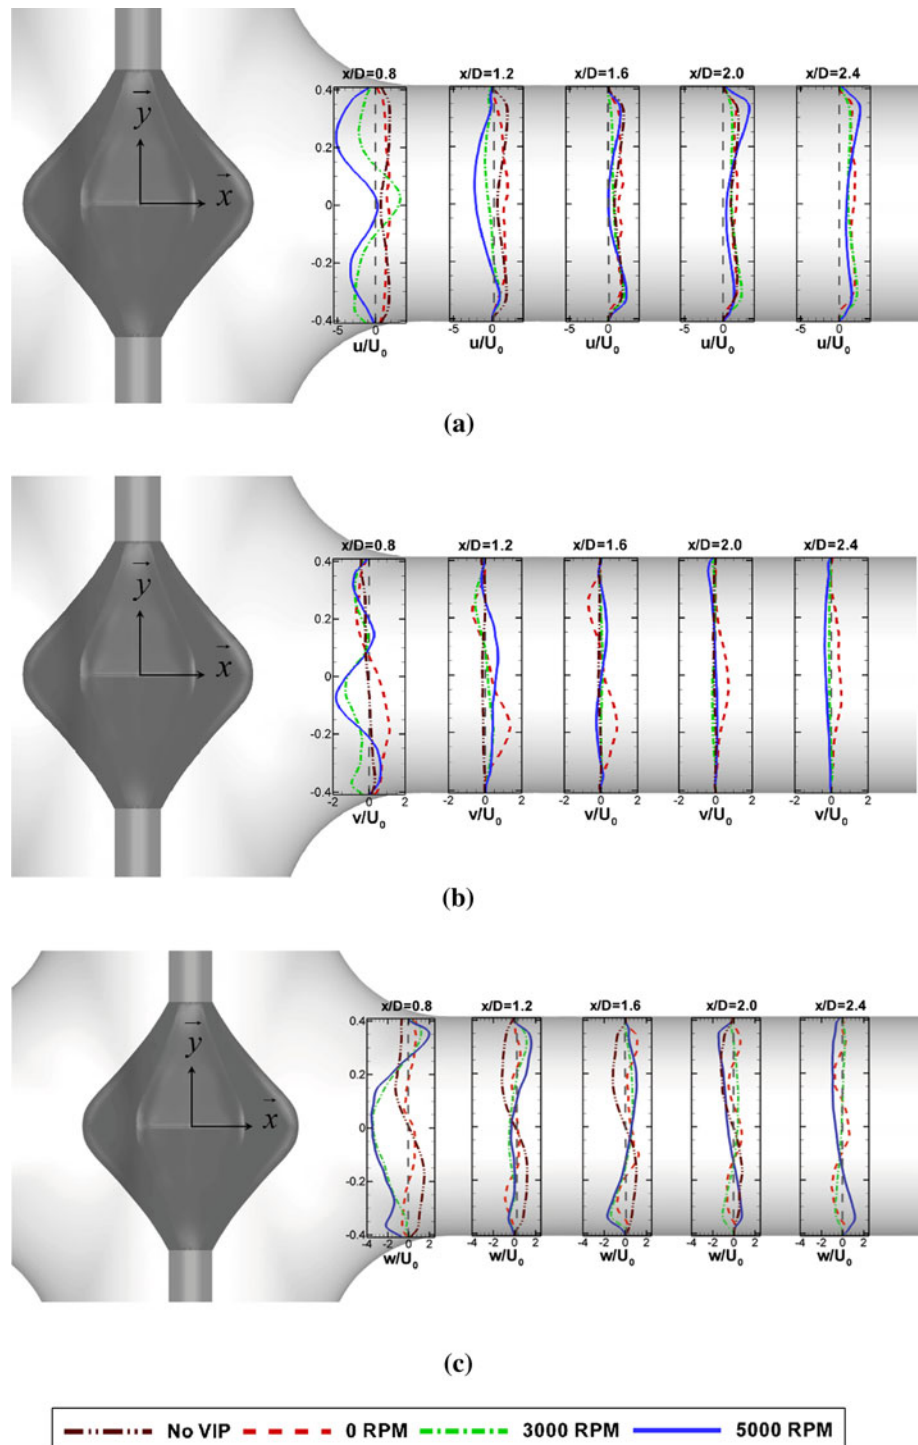 x/D=0.8 x/D=1.2 x/D=1.6 x/D=2.0 x/D=2.4
y
x
0.4
0.2
0
-0.2
-0.4
-5 0 -5 0 -5 0 -5 0 -5 0
u/U0 u/U0 u/U0 u/U0 u/U0
(a)
x/D=0.8 x/D=1.2 x/D=1.6 x/D=2.0 x/D=2.4
y
x
0.4
0.2
0
-0.2
-0.4
-2 0 2 -2 0 2 -2 0 2 -2 0 2 -2 0 2
v/U0 v/U0 v/U0 v/U0 v/U0
(b)
x/D=0.8 x/D=1.2 x/D=1.6 x/D=2.0 x/D=2.4
y
x
0.4
0.2
0
-0.2
-0.4
-4 -2 0 2 -4 -2 0 2 -4 -2 0 2 -4 -2 0 2 -4 -2 0 2
w/U0 w/U0 w/U0 w/U0 w/U0
(c)
No VIP 0 RPM 3000 RPM 5000 RPM